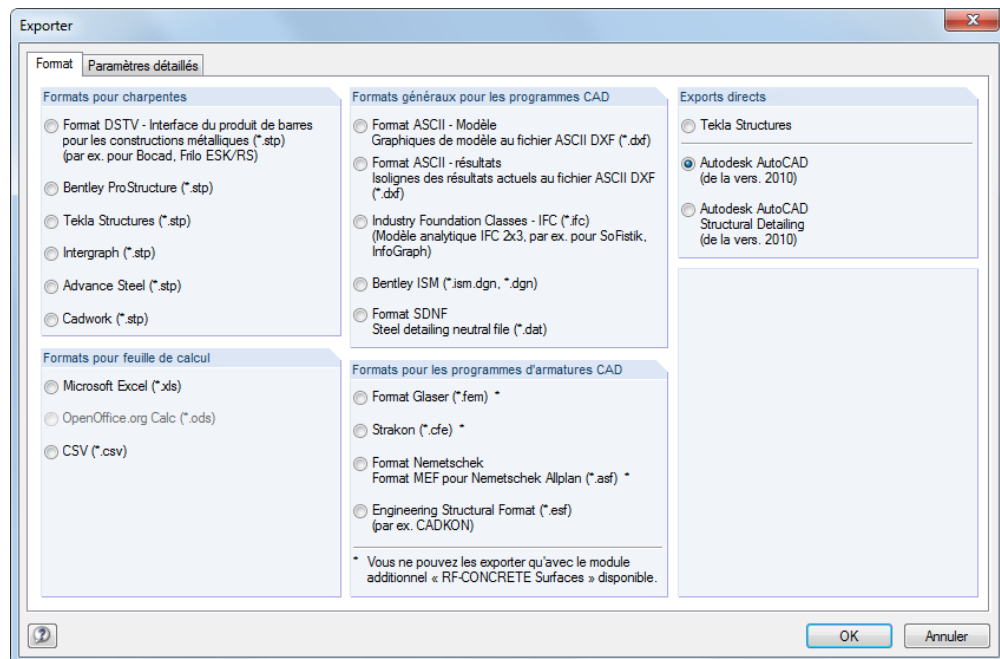 Exporter
Format
Paramètres détaillés
Formats pour charpentes
Format DSTV - Interface du produit de barres
pour les constructions métalliques (*.stp)
(par ex. pour Bocad, Frilo ESK/RS)
Bentley ProStructure (*.stp)
Tekla Structures (*.stp)
Intergraph (*.stp)
Advance Steel (*.stp)
Cadwork (*.stp)
Formats pour feuille de calcul
Microsoft Excel (*.xls)
OpenOffice.org Calc (*.ods)
CSV (*.csv)
Formats généraux pour les programmes CAD
Format ASCII - Modèle
Graphiques de modèle au fichier ASCII DXF (*.dxf)
Format ASCII - résultats
Isolignes des résultats actuels au fichier ASCII DXF
(*.dxf)
Industry Foundation Classes - IFC (*.ifc)
(Modèle analytique IFC 2x3, par ex. pour SoFistik,
InfoGraph)
Bentley ISM (*.ism.dgn, *.dgn)
Format SDNF
Steel detailing neutral file (*.dat)
Formats pour les programmes d'armatures CAD
Format Glaser (*.fem) *
Strakon (*.cfe) *
Format Nemetschek
Format MEF pour Nemetschek Allplan (*.asf) *
Engineering Structural Format (*.esf)
(par ex. CADKON)
* Vous ne pouvez les exporter qu'avec le module
additionnel « RF-CONCRETE Surfaces » disponible.
Exports directs
Tekla Structures
Autodesk AutoCAD
(de la vers. 2010)
Autodesk AutoCAD
Structural Detailing
(de la vers. 2010)
OK
Annuler